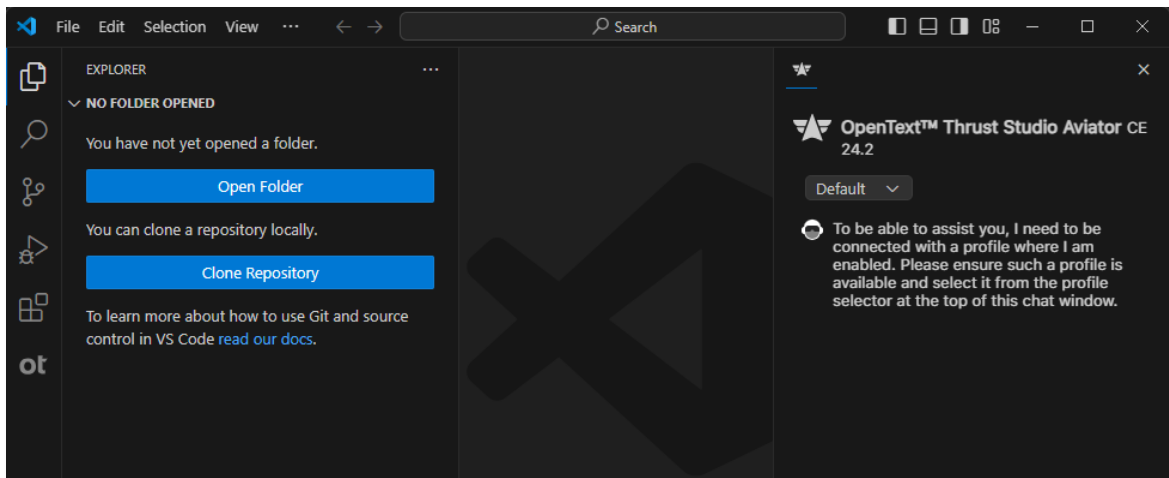 File Edit Selection View ··· Search
EXPLORER ···
NO FOLDER OPENED
You have not yet opened a folder.
Open Folder
You can clone a repository locally.
Clone Repository
To learn more about how to use Git and source
control in VS Code read our docs.
ot
OpenText™ Thrust Studio Aviator CE
24.2
Default
To be able to assist you, I need to be
connected with a profile where I am
enabled. Please ensure such a profile is
available and select it from the profile
selector at the top of this chat window.